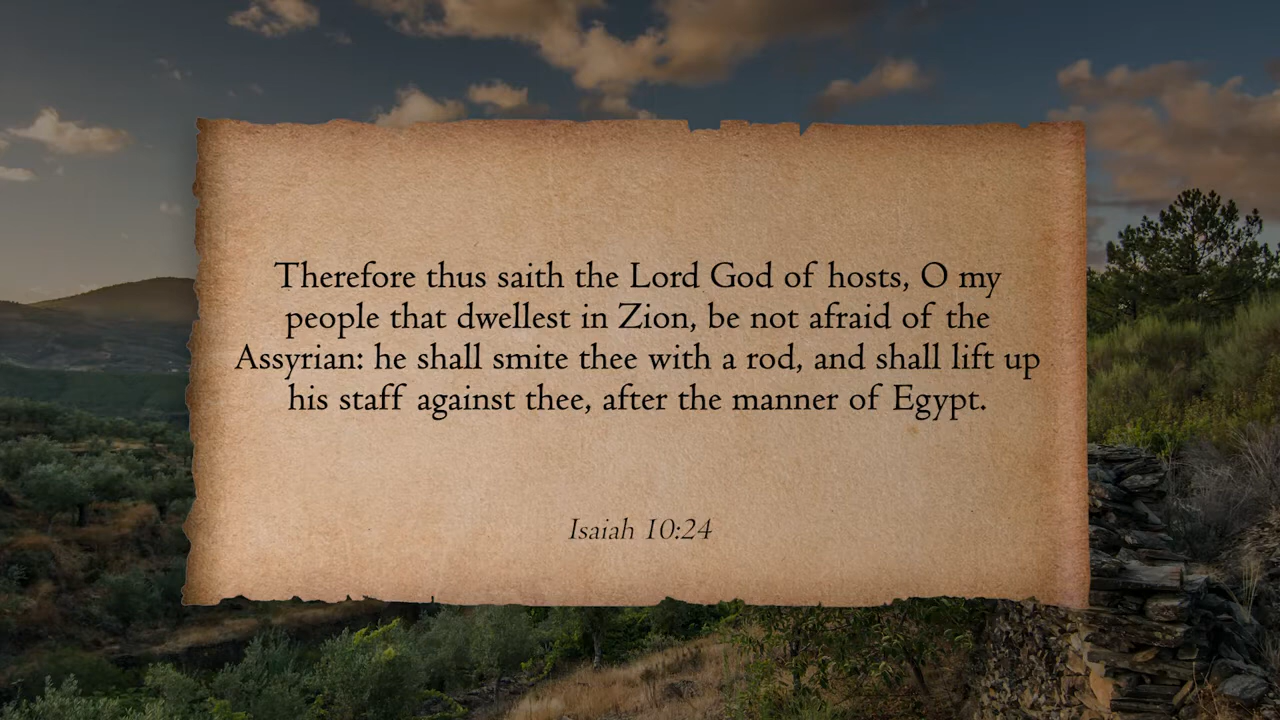 Therefore thus saith the Lord God of hosts, O my
people that dwellest in Zion, be not afraid of the
Assyrian: he shall smite thee with a rod, and shall lift up
his staff against thee, after the manner of Egypt.
Isaiah 10:24